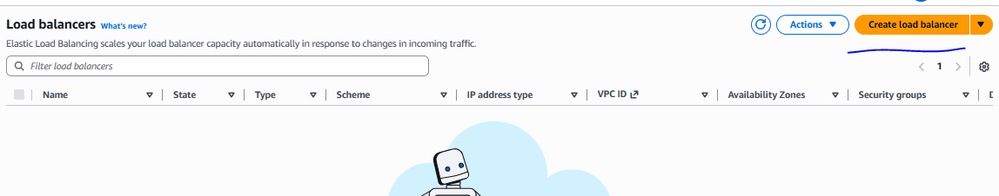 Load balancers What's new?
Actions
Create load balancer
Elastic Load Balancing scales your load balancer capacity automatically in response to changes in incoming traffic.
Filter load balancers
1
Name State Type Scheme IP address type VPC ID Availability Zones Security groups